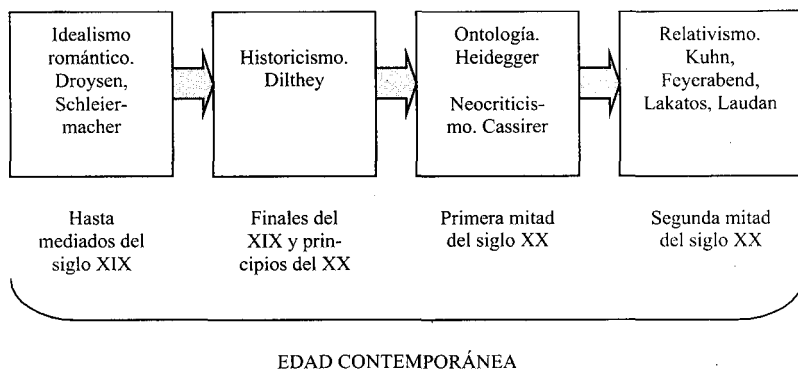 Idealismo
romántico.
Droysen,
Schleier-
macher
Historicismo.
Dilthey
Ontología.
Heidegger
Neocriticis-
mo. Cassirer
Relativismo.
Kuhn,
Feyerabend,
Lakatos, Laudan
Hasta
mediados del
siglo XIX
Finales del
XIX y prin-
cipios del XX
Primera mitad
del siglo XX
Segunda mitad
del siglo XX
EDAD CONTEMPORÁNEA